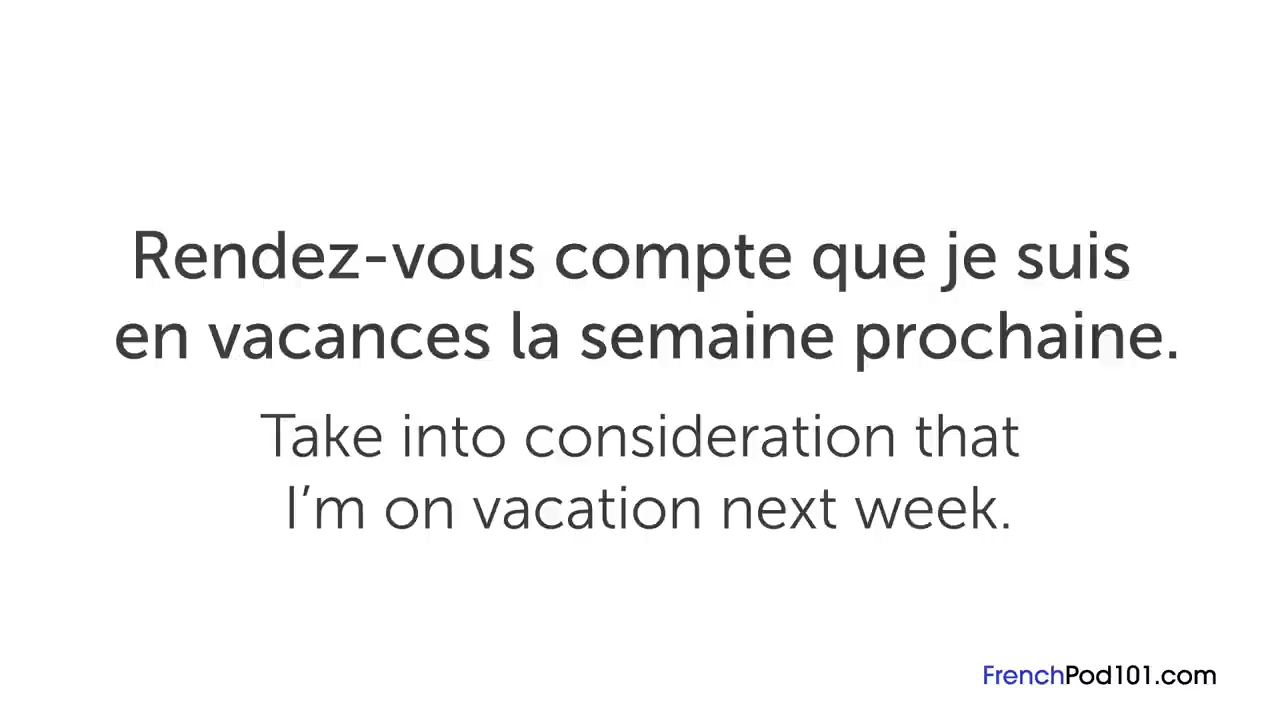 Rendez-vous compte que je suis
en vacances la semaine prochaine.
Take into consideration that
I’m on vacation next week.
FrenchPod101.com